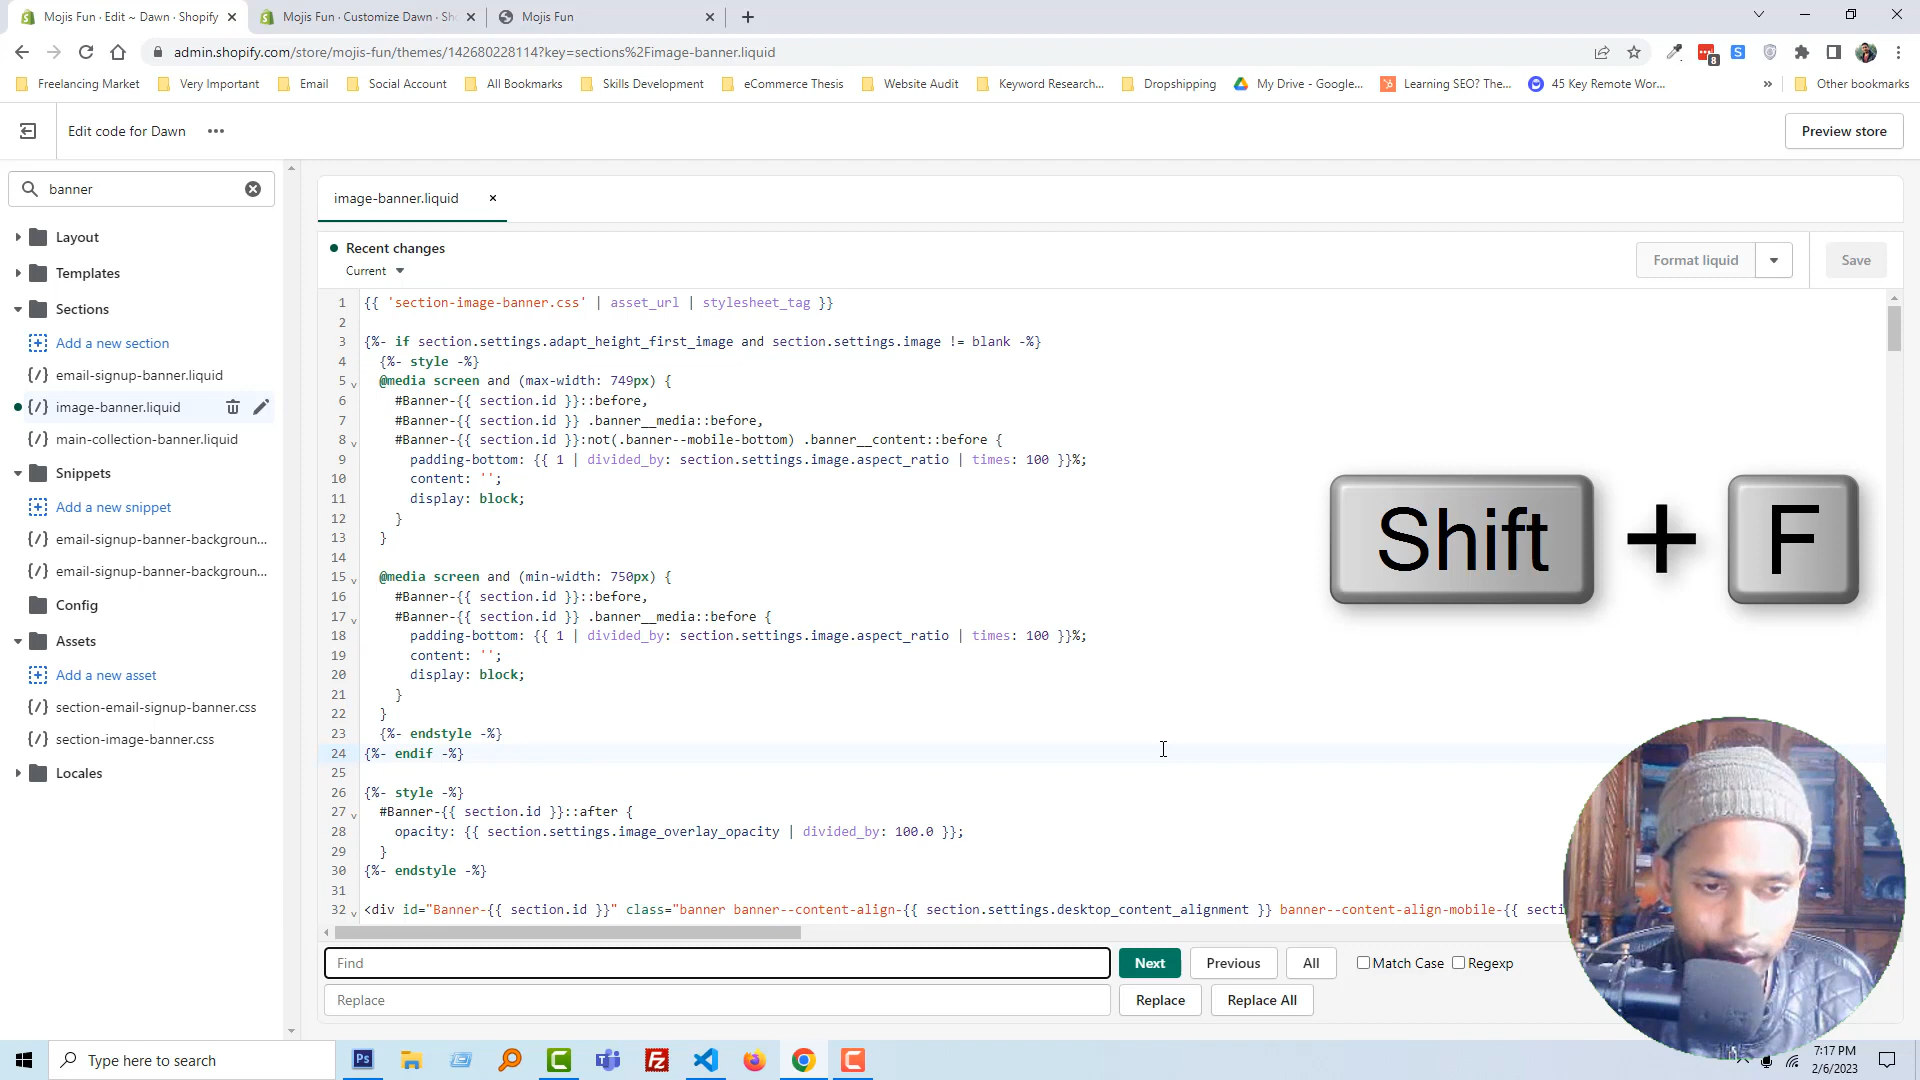 Mojis Fun · Edit ~ Dawn · Shopify
Mojis Fun · Customize Dawn · Sho
Mojis Fun
admin.shopify.com/store/mojis-fun/themes/142680228114?key=sections%2Fimage-banner.liquid
8
Freelancing Market
Very Important
Email
Social Account
All Bookmarks
Skills Development
eCommerce Thesis
Website Audit
Keyword Research...
Dropshipping
My Drive - Google...
Learning SEO? The...
45 Key Remote Wor...
»
Other bookmarks
Edit code for Dawn
Preview store
banner
Layout
Templates
Sections
Add a new section
{/} email-signup-banner.liquid
{/} image-banner.liquid
{/} main-collection-banner.liquid
Snippets
Add a new snippet
{/} email-signup-banner-backgroun...
{/} email-signup-banner-backgroun...
Config
Assets
Add a new asset
{/} section-email-signup-banner.css
{/} section-image-banner.css
Locales
image-banner.liquid
Recent changes
Current
Format liquid
Save
1 {{ 'section-image-banner.css' | asset_url | stylesheet_tag }}
2
3 {%- if section.settings.adapt_height_first_image and section.settings.image != blank -%}
4 {%- style -%}
5 @media screen and (max-width: 749px) {
6 #Banner-{{ section.id }}::before,
7 #Banner-{{ section.id }} .banner__media::before,
8 #Banner-{{ section.id }}:not(.banner--mobile-bottom) .banner__content::before {
9 padding-bottom: {{ 1 | divided_by: section.settings.image.aspect_ratio | times: 100 }}%;
10 content: '';
11 display: block;
12 }
13 }
14
15 @media screen and (min-width: 750px) {
16 #Banner-{{ section.id }}::before,
17 #Banner-{{ section.id }} .banner__media::before {
18 padding-bottom: {{ 1 | divided_by: section.settings.image.aspect_ratio | times: 100 }}%;
19 content: '';
20 display: block;
21 }
22 }
23 {%- endstyle -%}
24 {%- endif -%}
25
26 {%- style -%}
27 #Banner-{{ section.id }}::after {
28 opacity: {{ section.settings.image_overlay_opacity | divided_by: 100.0 }};
29 }
30 {%- endstyle -%}
31
32 <div id="Banner-{{ section.id }}" class="banner banner--content-align-{{ section.settings.desktop_content_alignment }} banner--content-align-mobile-{{ secti
Shift + F
Find
Next
Previous
All
Match Case
Regexp
Replace
Replace
Replace All
Type here to search
Ps
7:17 PM
2/6/2023